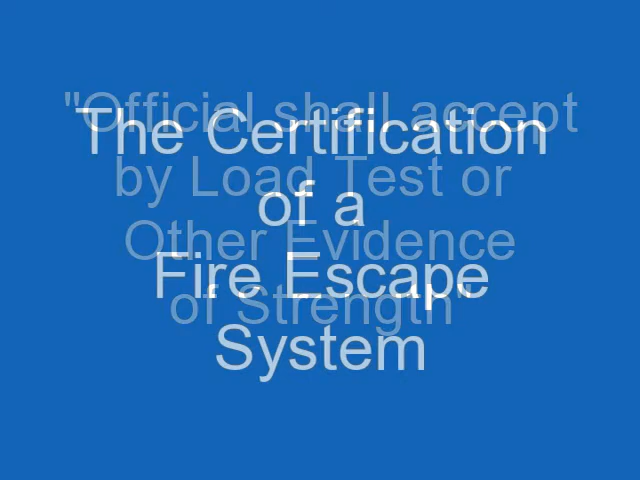 "Official shall accept
The Certification
by Load Test or
of a
Other Evidence
Fire Escape
of Strength"
System